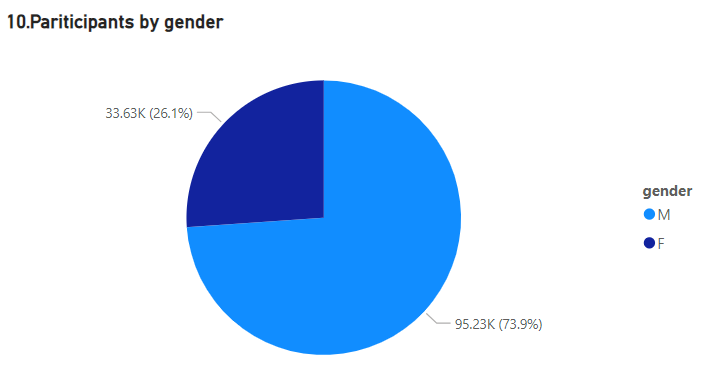 10.Pariticipants by gender
33.63K (26.1%)
gender
M
F
95.23K (73.9%)